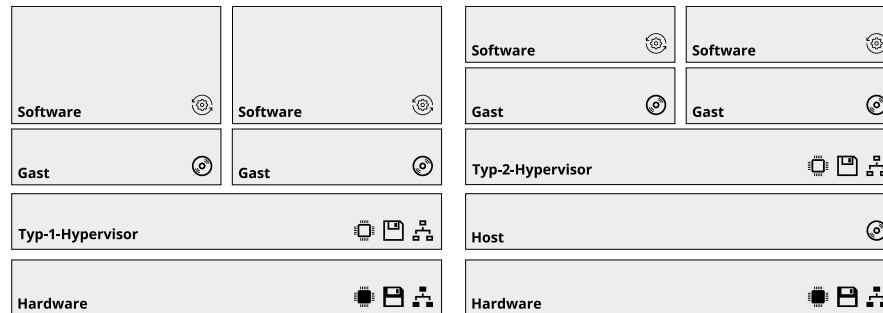 Software
Software
Gast
Gast
Typ-1-Hypervisor
Hardware
Software
Software
Gast
Gast
Typ-2-Hypervisor
Host
Hardware